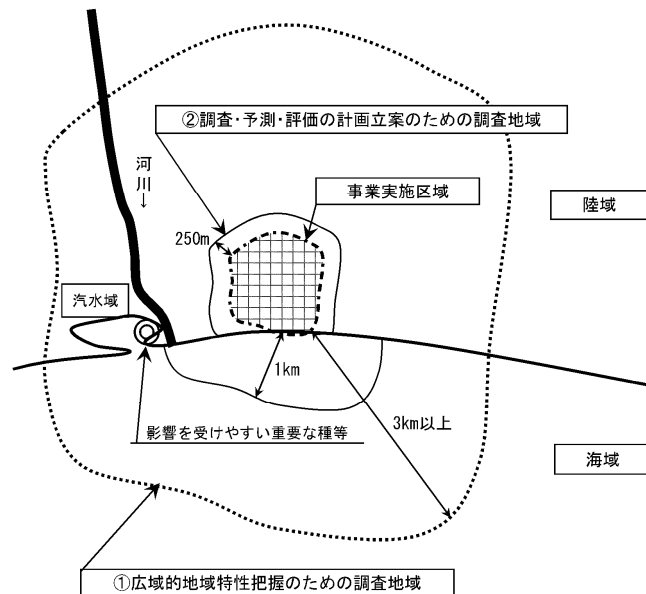 ②調査・予測・評価の計画立案のための調査地域
河川→
事業実施区域
陸域
250m
汽水域
1km
3km以上
影響を受けやすい重要な種等
海域
①広域的地域特性把握のための調査地域